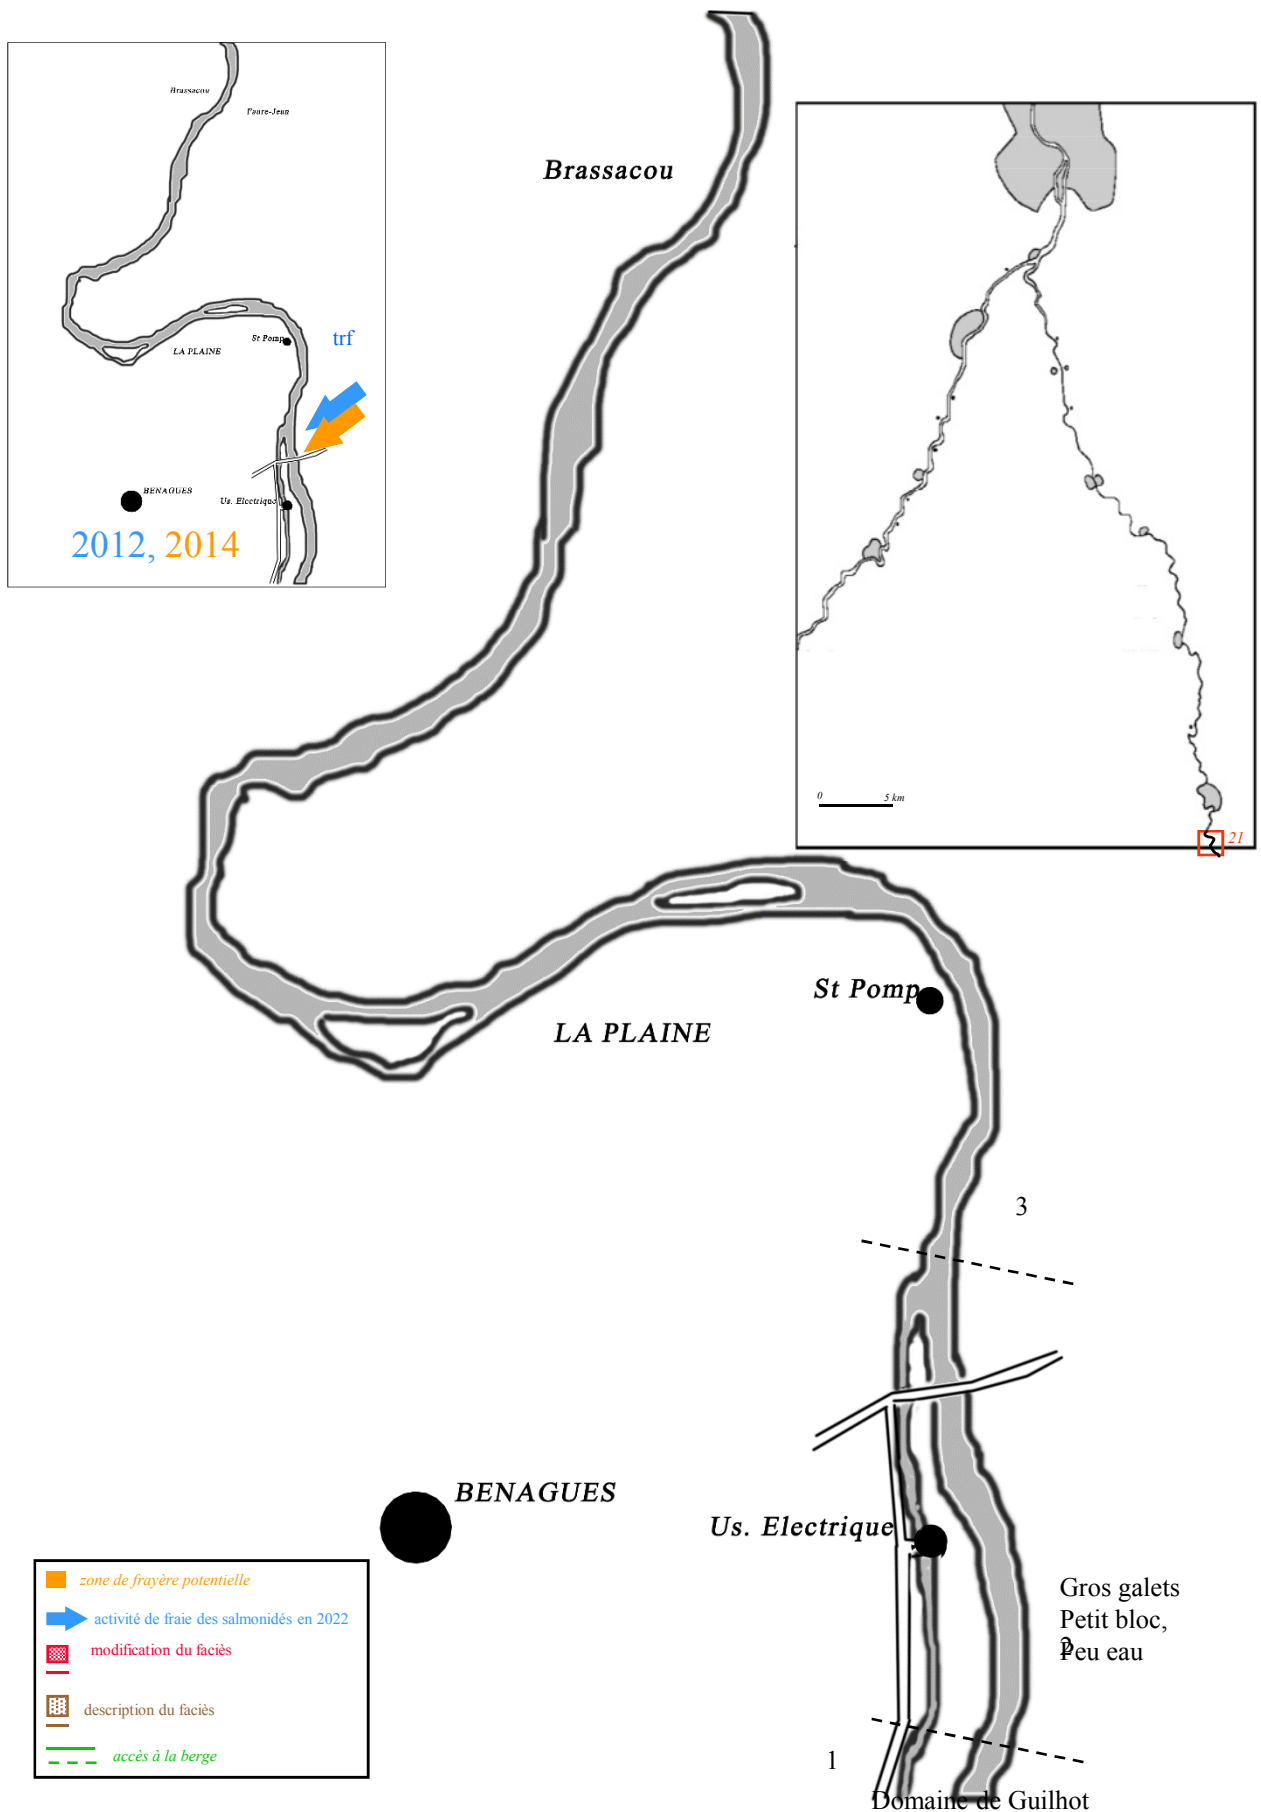 Brassacou
Faure-Jean
St Pomp
trf
LA PLAINE
BENAGUES
Us. Electrique
2012, 2014
Brassacou
0
5 km
21
St Pomp
LA PLAINE
3
BENAGUES
Us. Electrique
Gros galets
Petit bloc,
2
Peu eau
1
Domaine de Guilhot
zone de frayère potentielle
activité de fraie des salmonidés en 2022
modification du faciès
description du faciès
accès à la berge